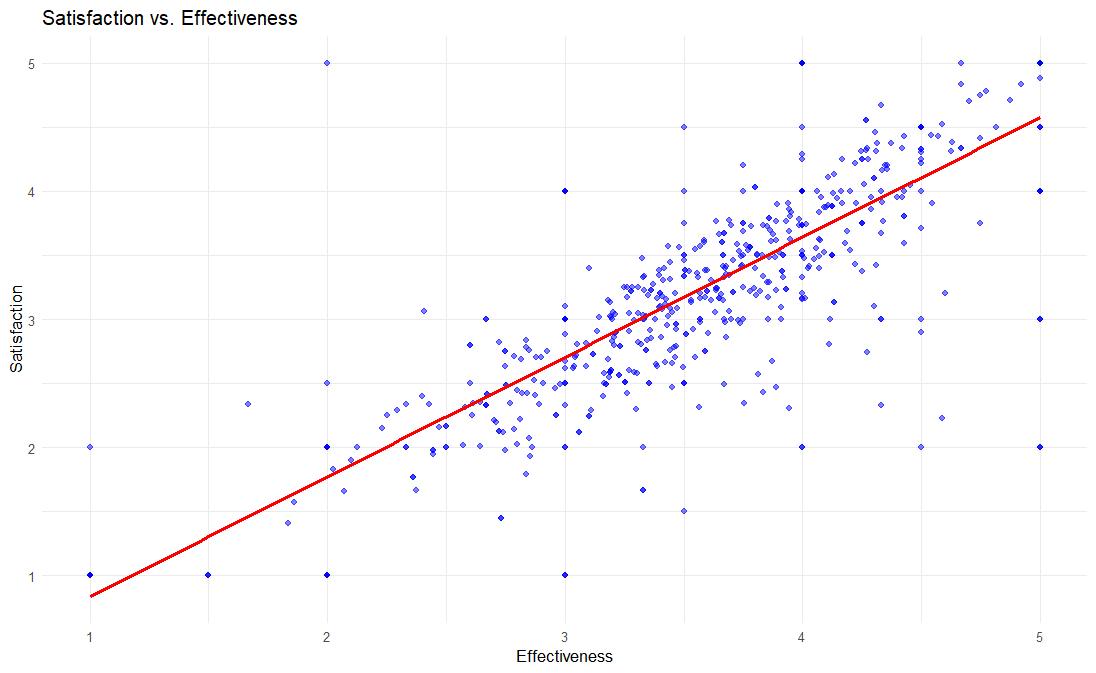 Satisfaction vs. Effectiveness
5
4
3
2
1
Satisfaction
1 2 3 4 5
Effectiveness